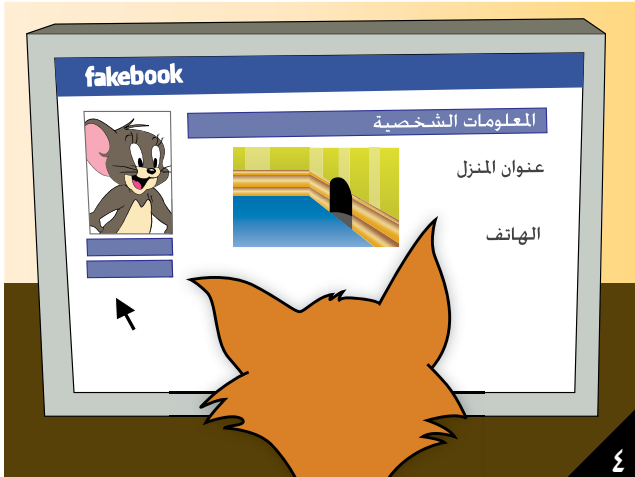 fakebook
المعلومات الشخصية
عنوان المنزل
الهاتف
٤